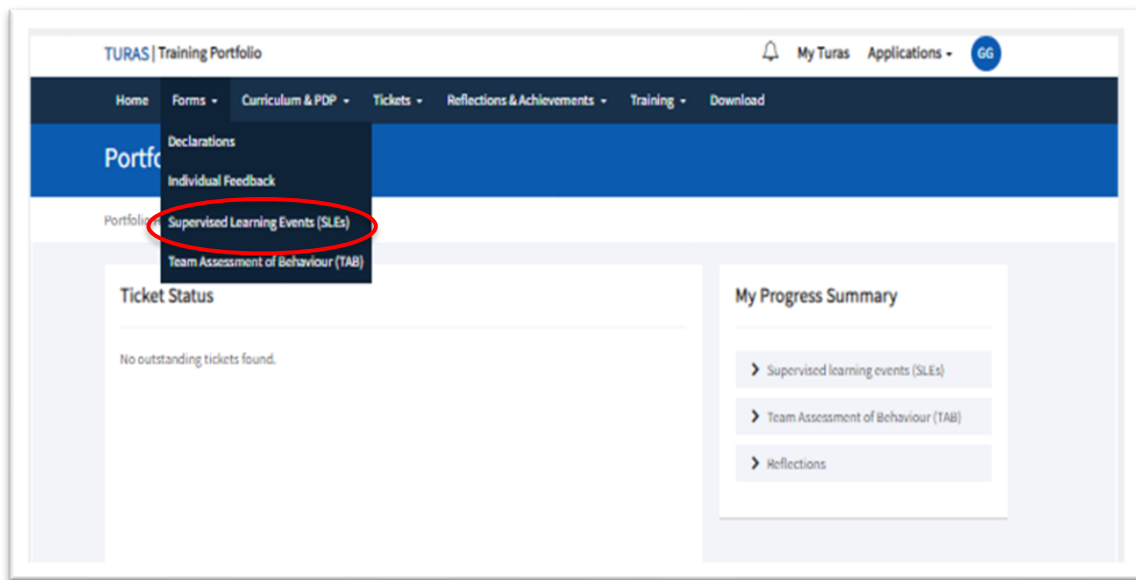 TURAS | Training Portfolio
My Turas Applications
GG
Home Forms Curriculum & PDP Tickets Reflections & Achievements Training Download
Declarations
Portfo
Individual Feedback
Portfolio
Supervised Learning Events (SLEs)
Team Assessment of Behaviour (TAB)
Ticket Status
My Progress Summary
No outstanding tickets found.
Supervised learning events (SLEs)
Team Assessment of Behaviour (TAB)
Reflections